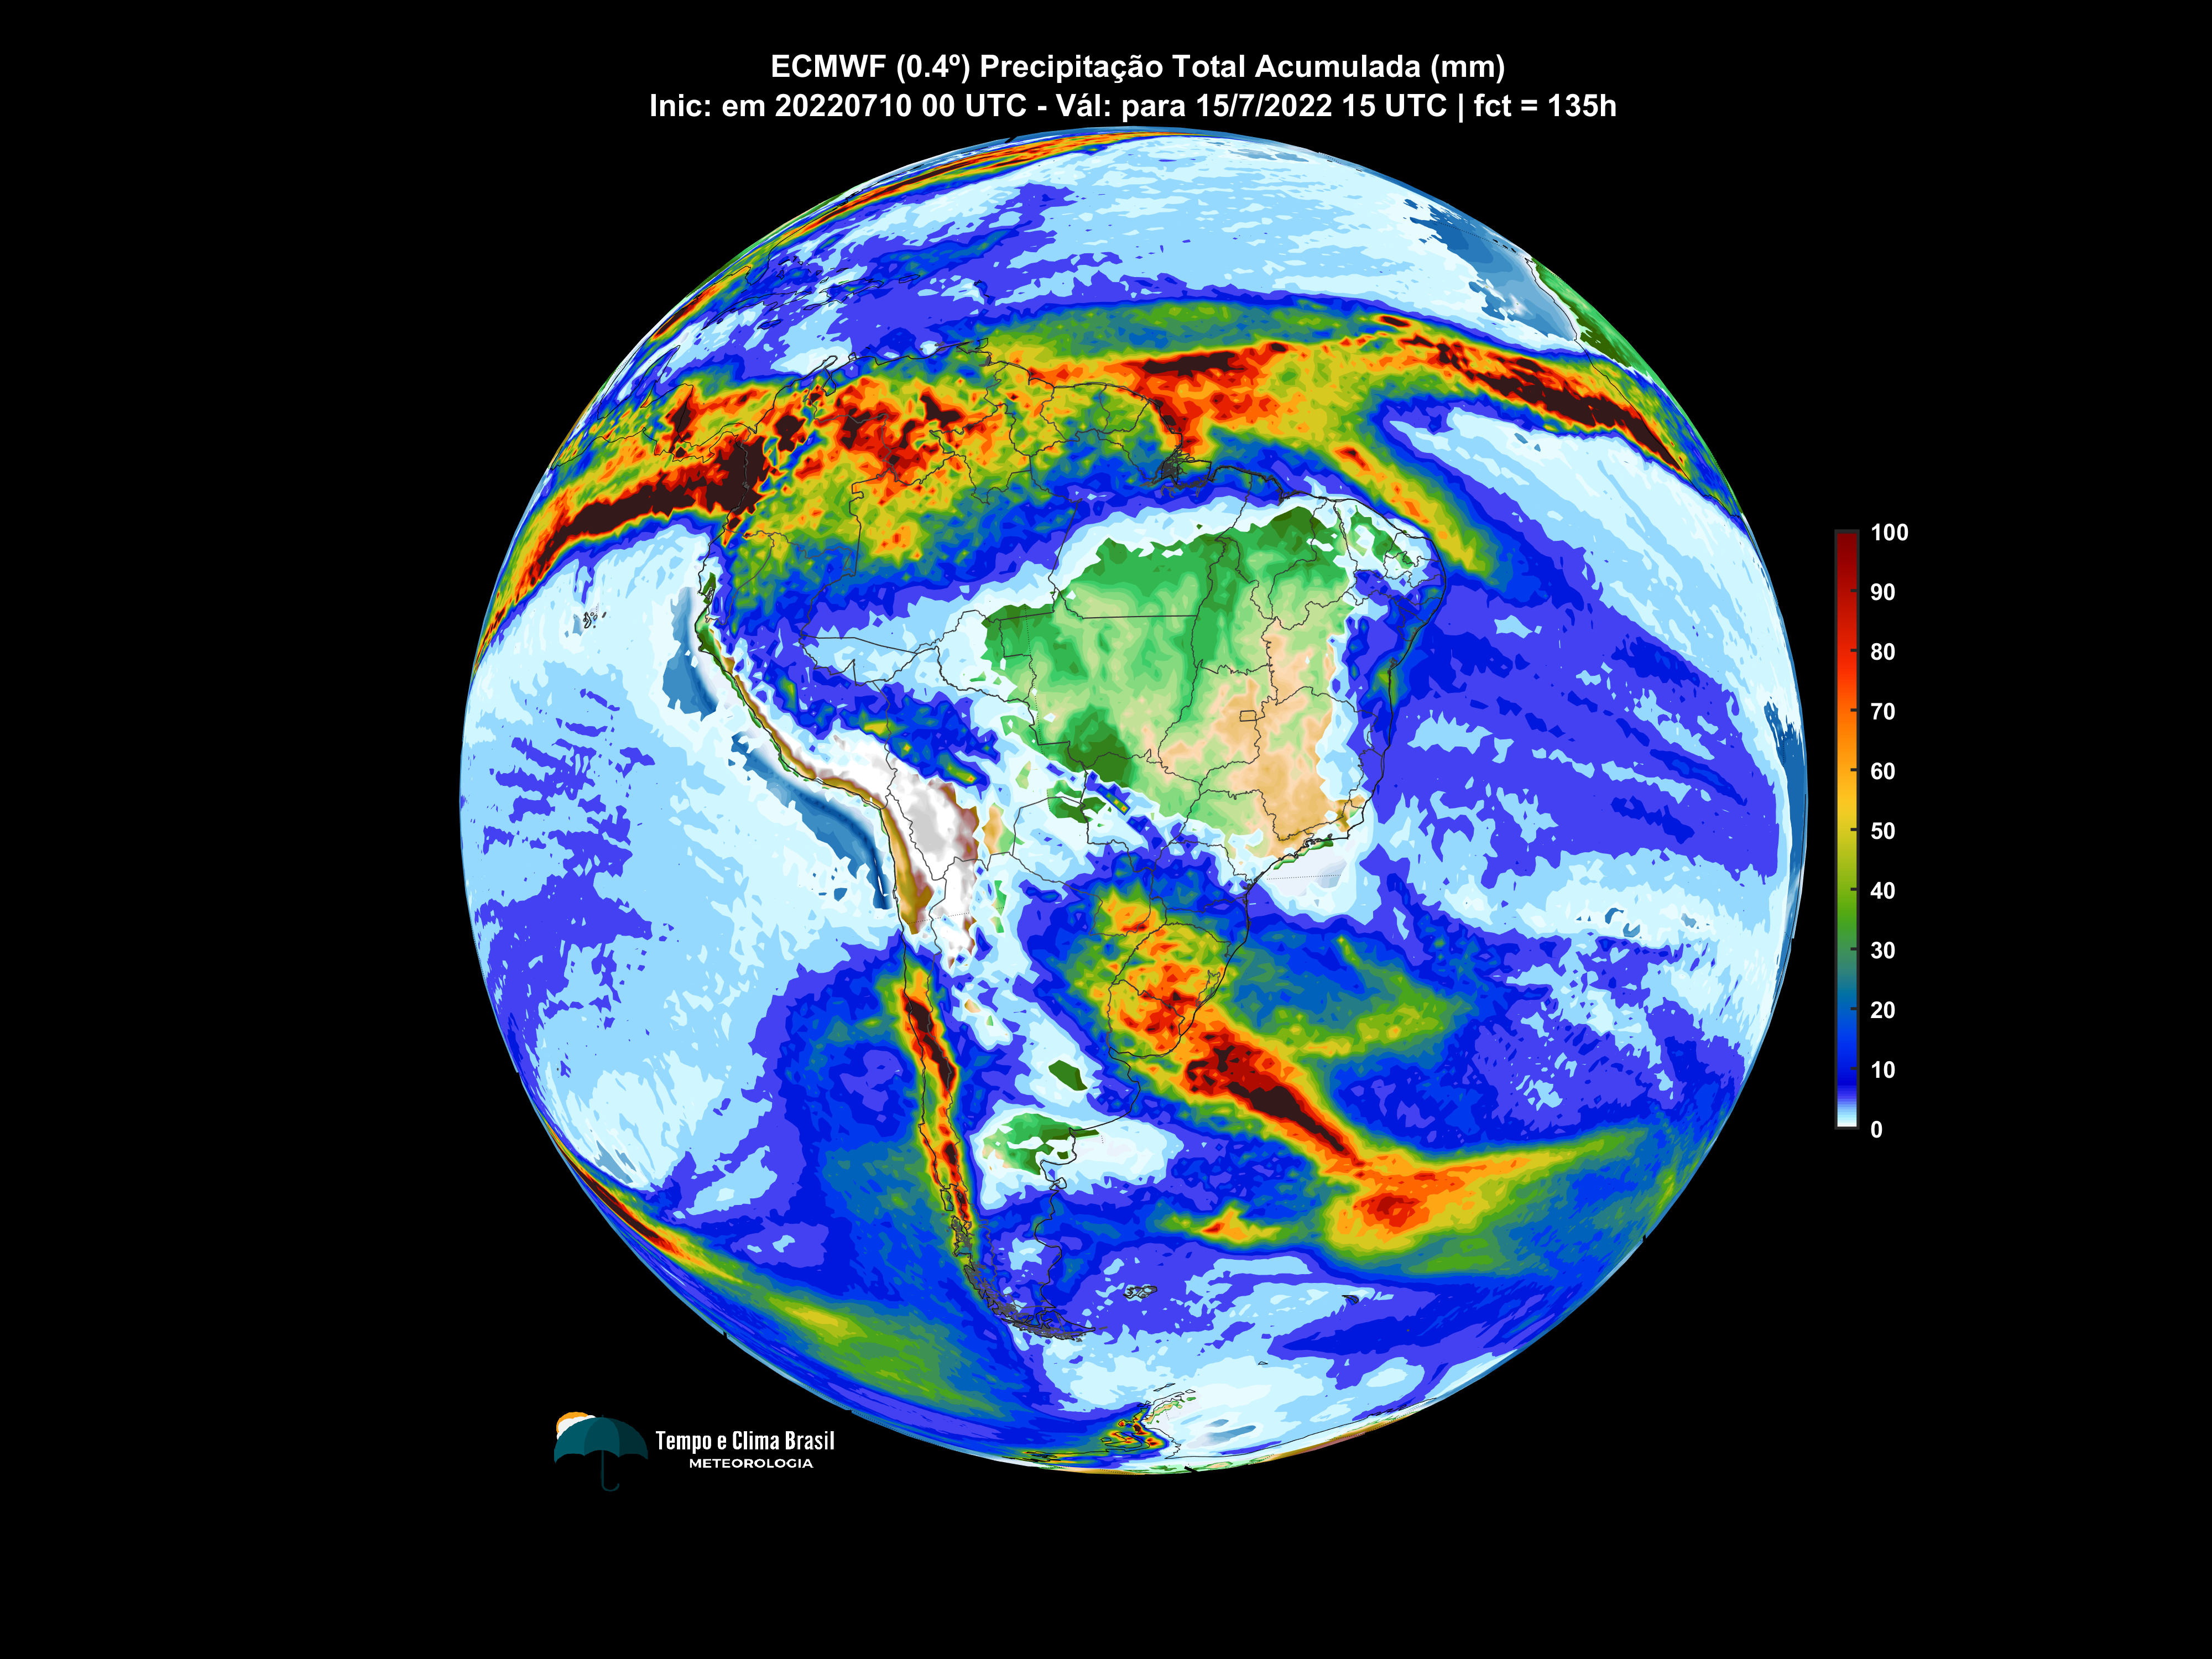 ECMWF (0.4º) Precipitação Total Acumulada (mm)
Inic: em 20220710 00 UTC - Vál: para 15/7/2022 15 UTC | fct = 135h
100
90
80
70
60
50
40
30
20
10
0
Tempo e Clima Brasil
METEOROLOGIA